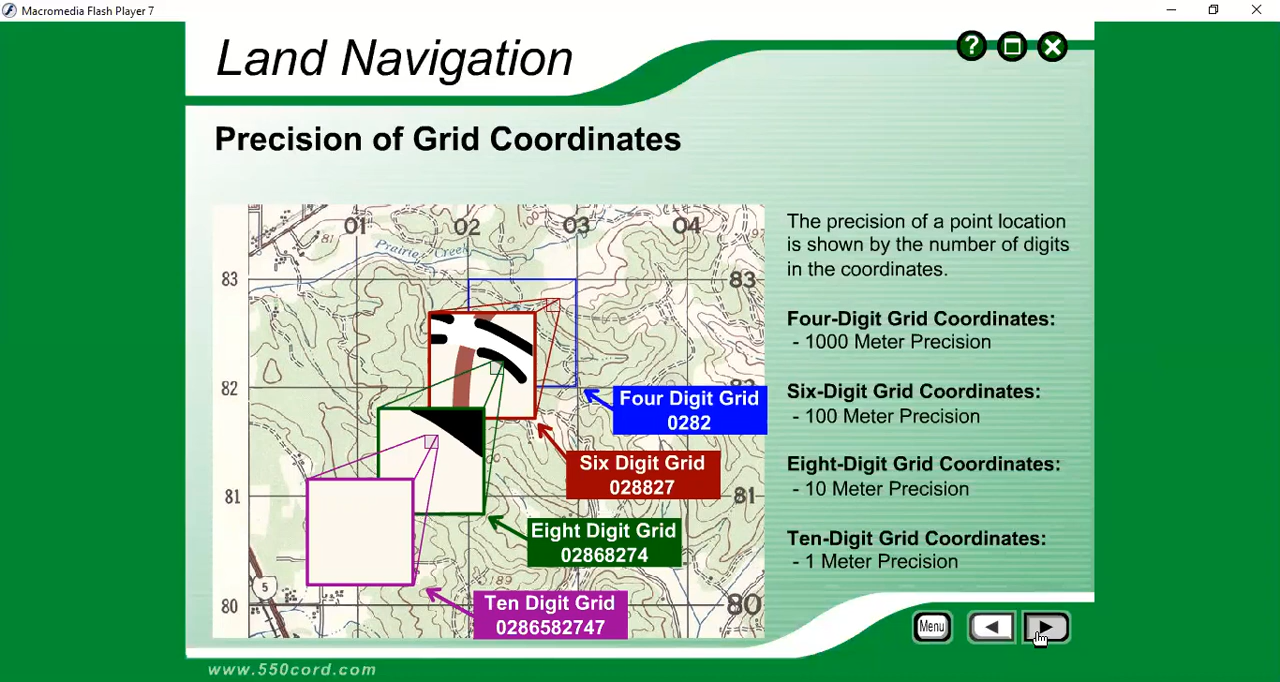 Macromedia Flash Player 7
Land Navigation
?
Precision of Grid Coordinates
01 02 03 04
81
Prairie Creek
83 83
82
81 81
80 80
89
5
Four Digit Grid
0282
Six Digit Grid
028827
Eight Digit Grid
02868274
Ten Digit Grid
0286582747
The precision of a point location
is shown by the number of digits
in the coordinates.
Four-Digit Grid Coordinates:
- 1000 Meter Precision
Six-Digit Grid Coordinates:
- 100 Meter Precision
Eight-Digit Grid Coordinates:
- 10 Meter Precision
Ten-Digit Grid Coordinates:
- 1 Meter Precision
Menu
www.550cord.com